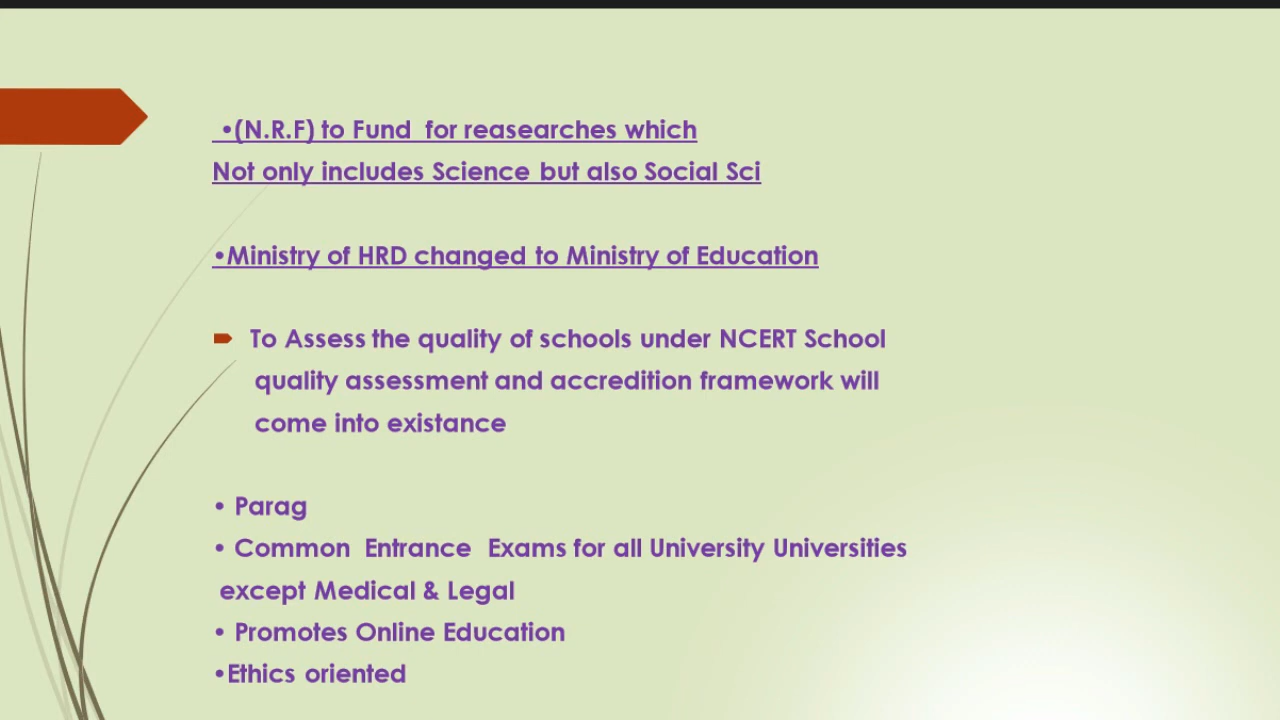 •(N.R.F) to Fund for reasearches which
Not only includes Science but also Social Sci
•Ministry of HRD changed to Ministry of Education
To Assess the quality of schools under NCERT School
quality assessment and accredition framework will
come into existance
• Parag
• Common Entrance Exams for all University Universities
except Medical & Legal
• Promotes Online Education
•Ethics oriented